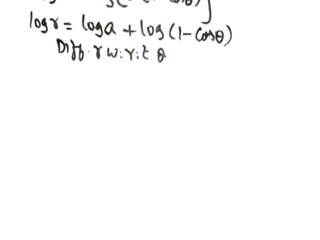 log r = log a + log (1 - cosθ)
Diff. r w.r.t θ